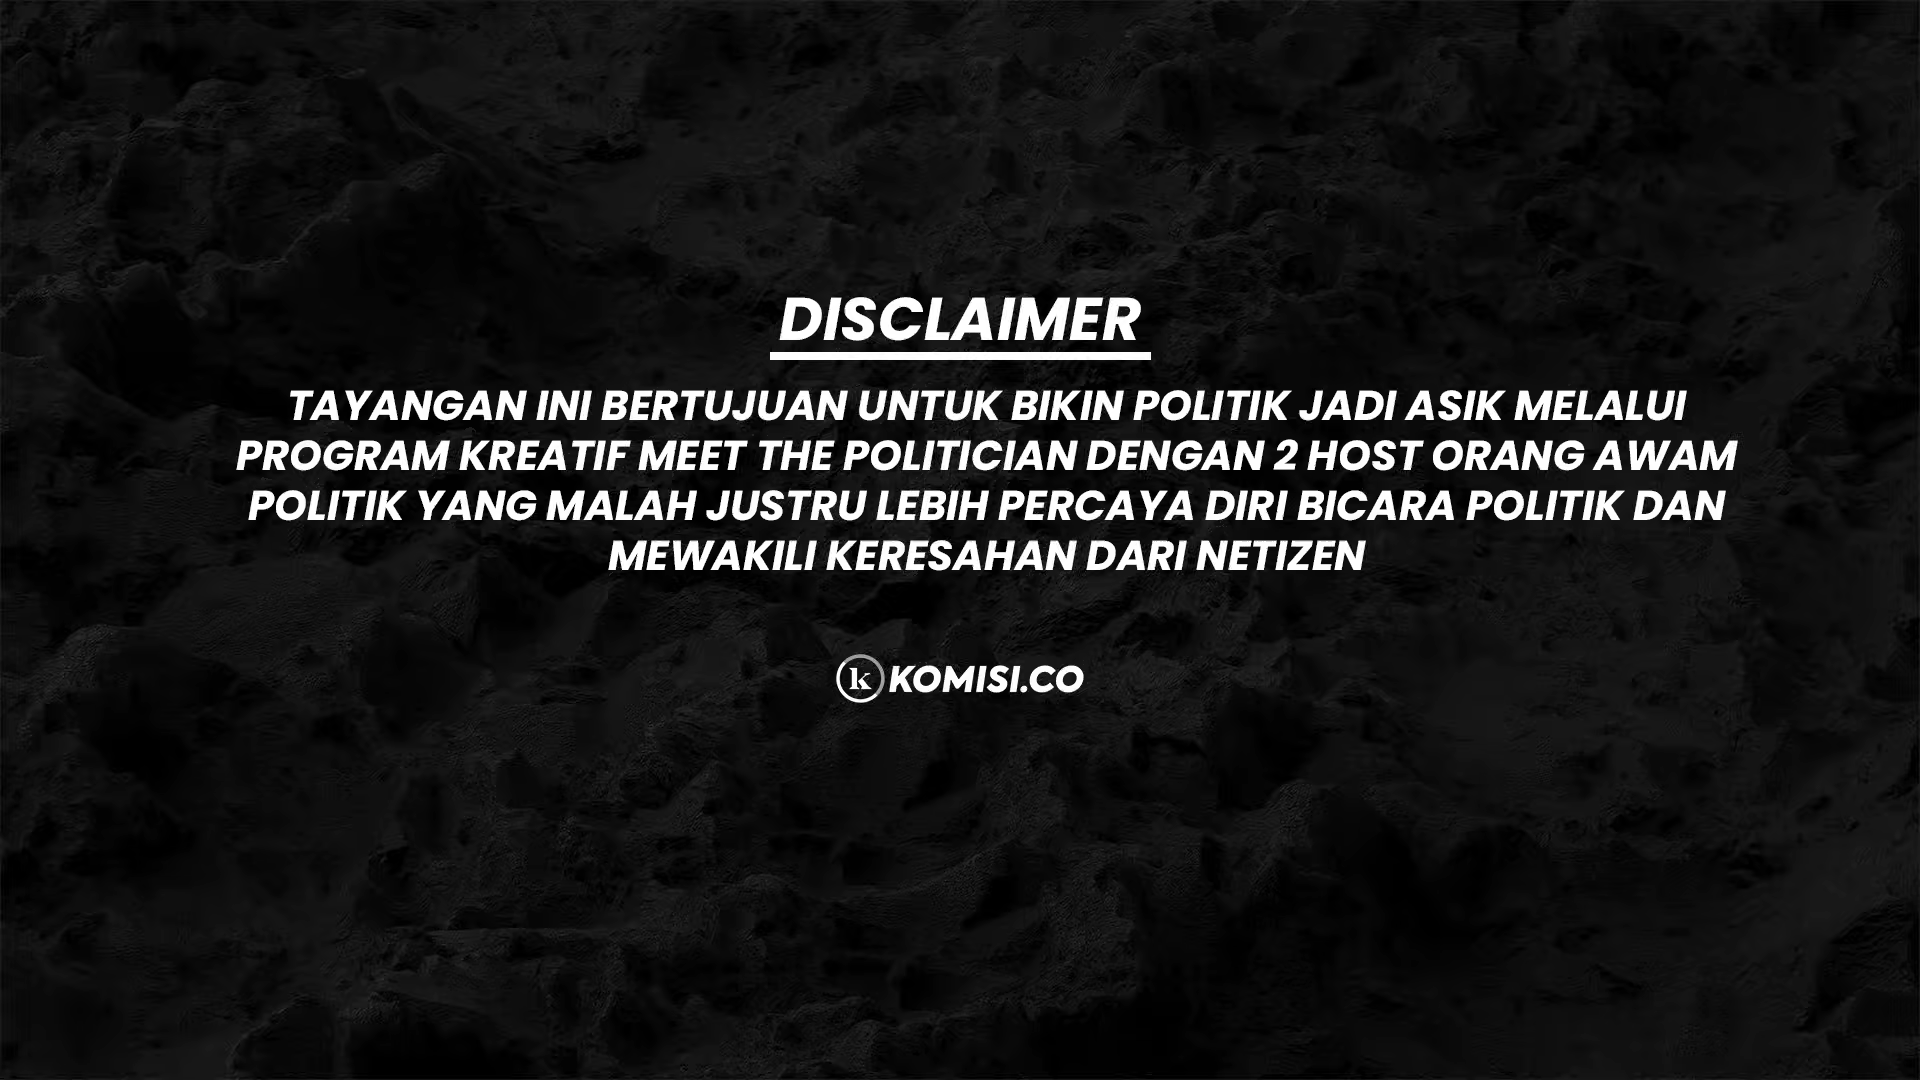 DISCLAIMER
TAYANGAN INI BERTUJUAN UNTUK BIKIN POLITIK JADI ASIK MELALUI
PROGRAM KREATIF MEET THE POLITICIAN DENGAN 2 HOST ORANG AWAM
POLITIK YANG MALAH JUSTRU LEBIH PERCAYA DIRI BICARA POLITIK DAN
MEWAKILI KERESAHAN DARI NETIZEN
k KOMISI.CO